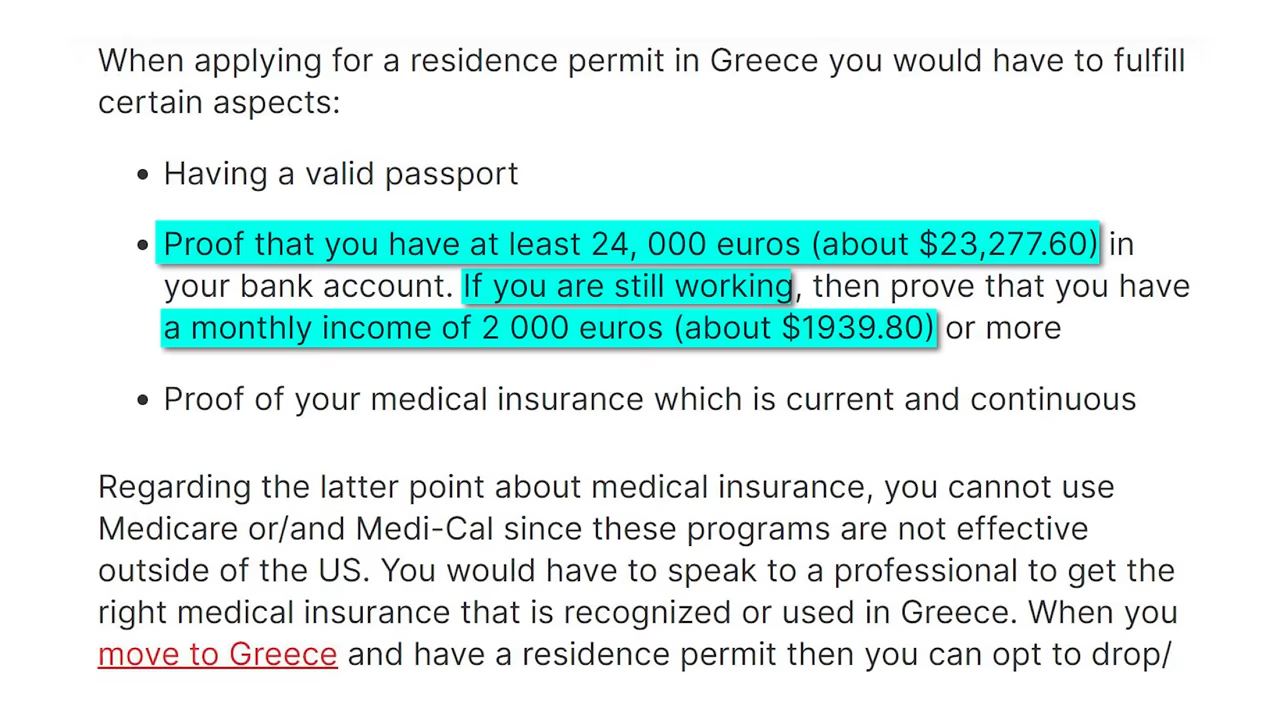 When applying for a residence permit in Greece you would have to fulfill
certain aspects:
• Having a valid passport
• Proof that you have at least 24, 000 euros (about $23,277.60) in
your bank account. If you are still working, then prove that you have
a monthly income of 2 000 euros (about $1939.80) or more
• Proof of your medical insurance which is current and continuous
Regarding the latter point about medical insurance, you cannot use
Medicare or/and Medi-Cal since these programs are not effective
outside of the US. You would have to speak to a professional to get the
right medical insurance that is recognized or used in Greece. When you
move to Greece and have a residence permit then you can opt to drop/